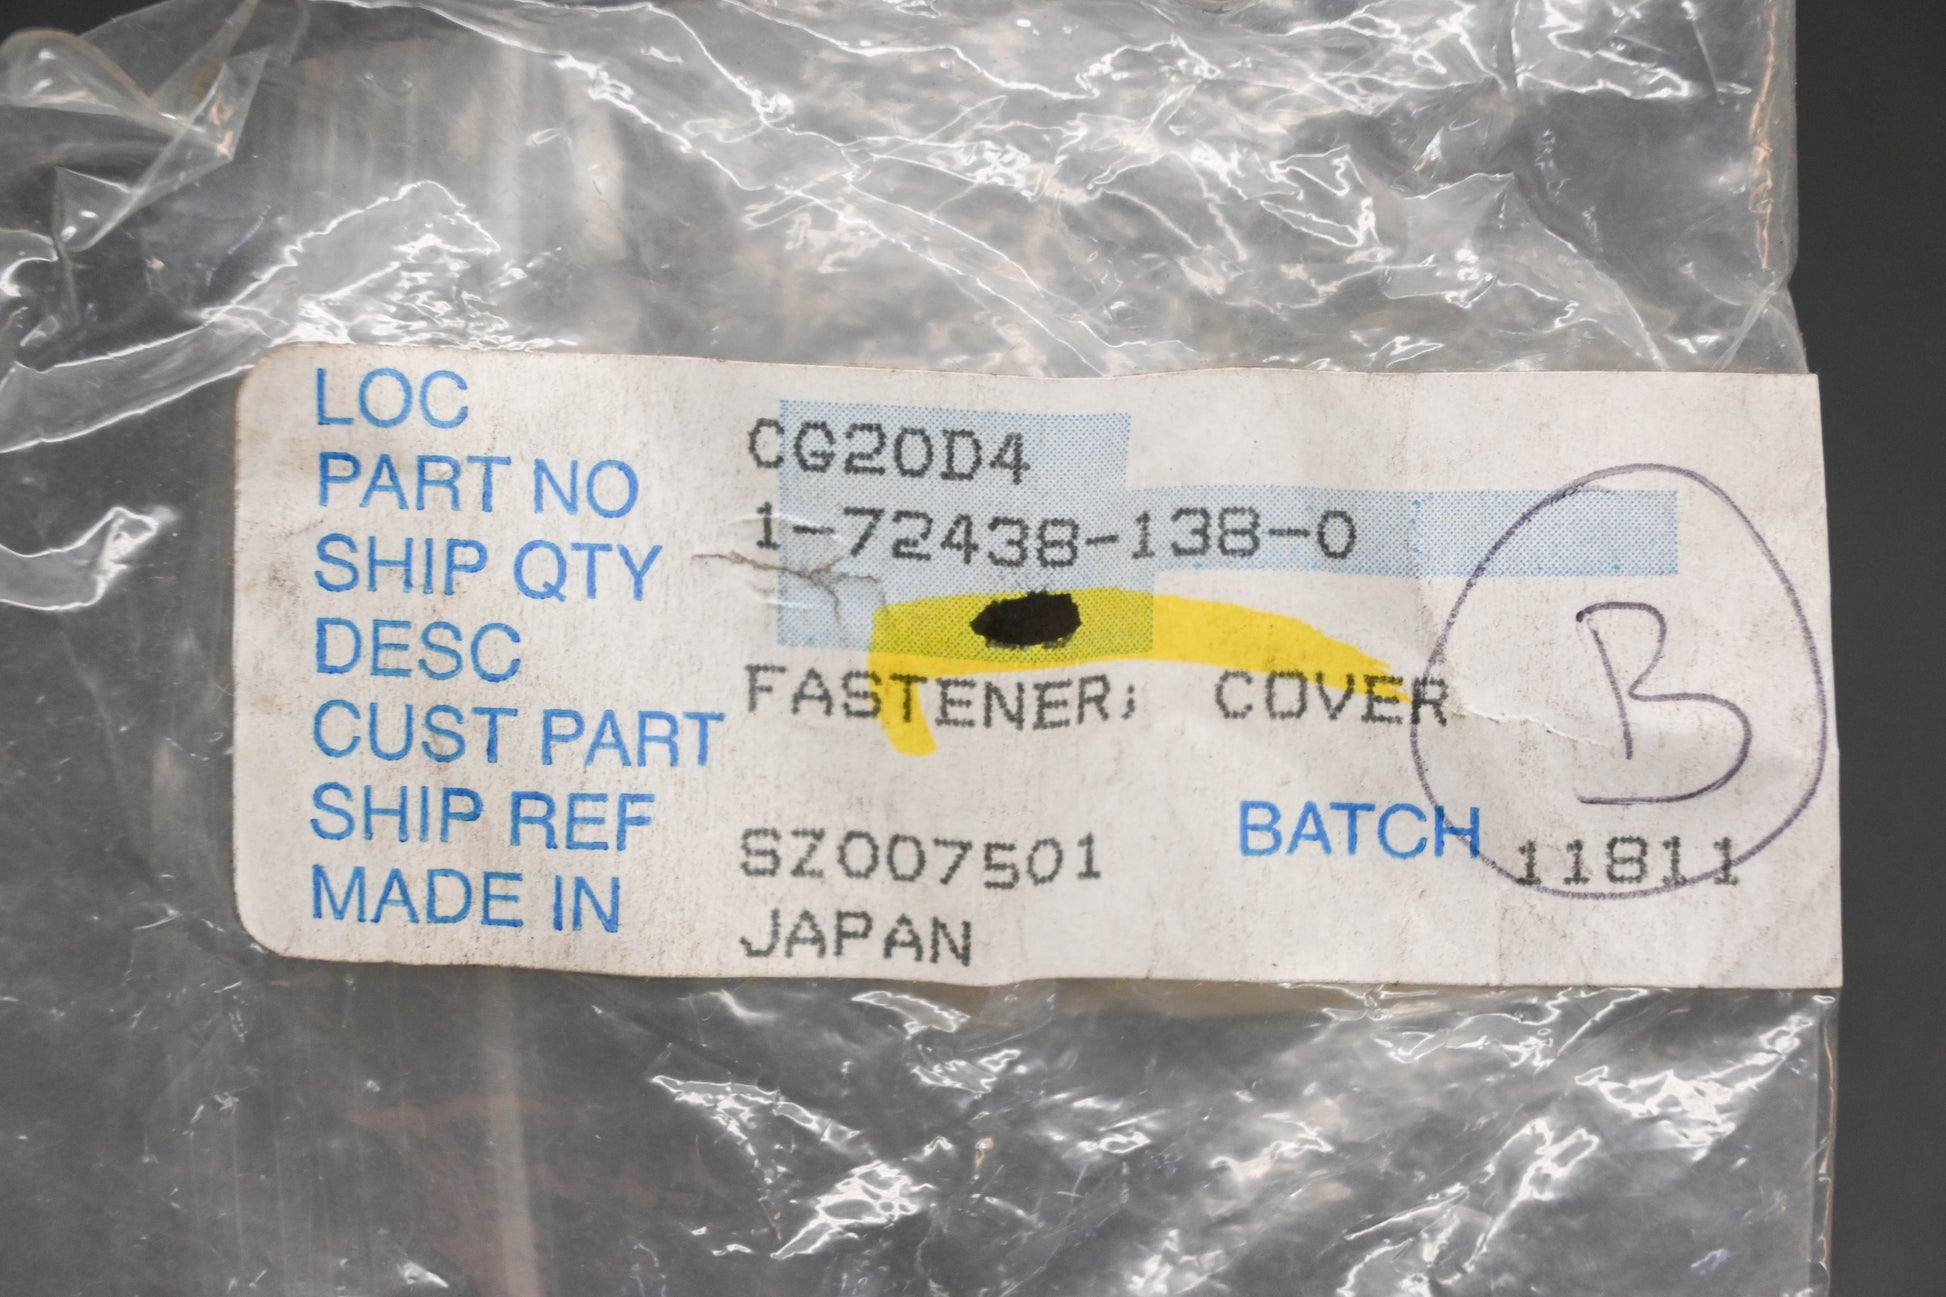 LOC CG20D4
PART NO 1-72438-138-0
SHIP QTY
DESC FASTENER; COVER
CUST PART
SHIP REF SZ007501 BATCH 11811
MADE IN JAPAN
B